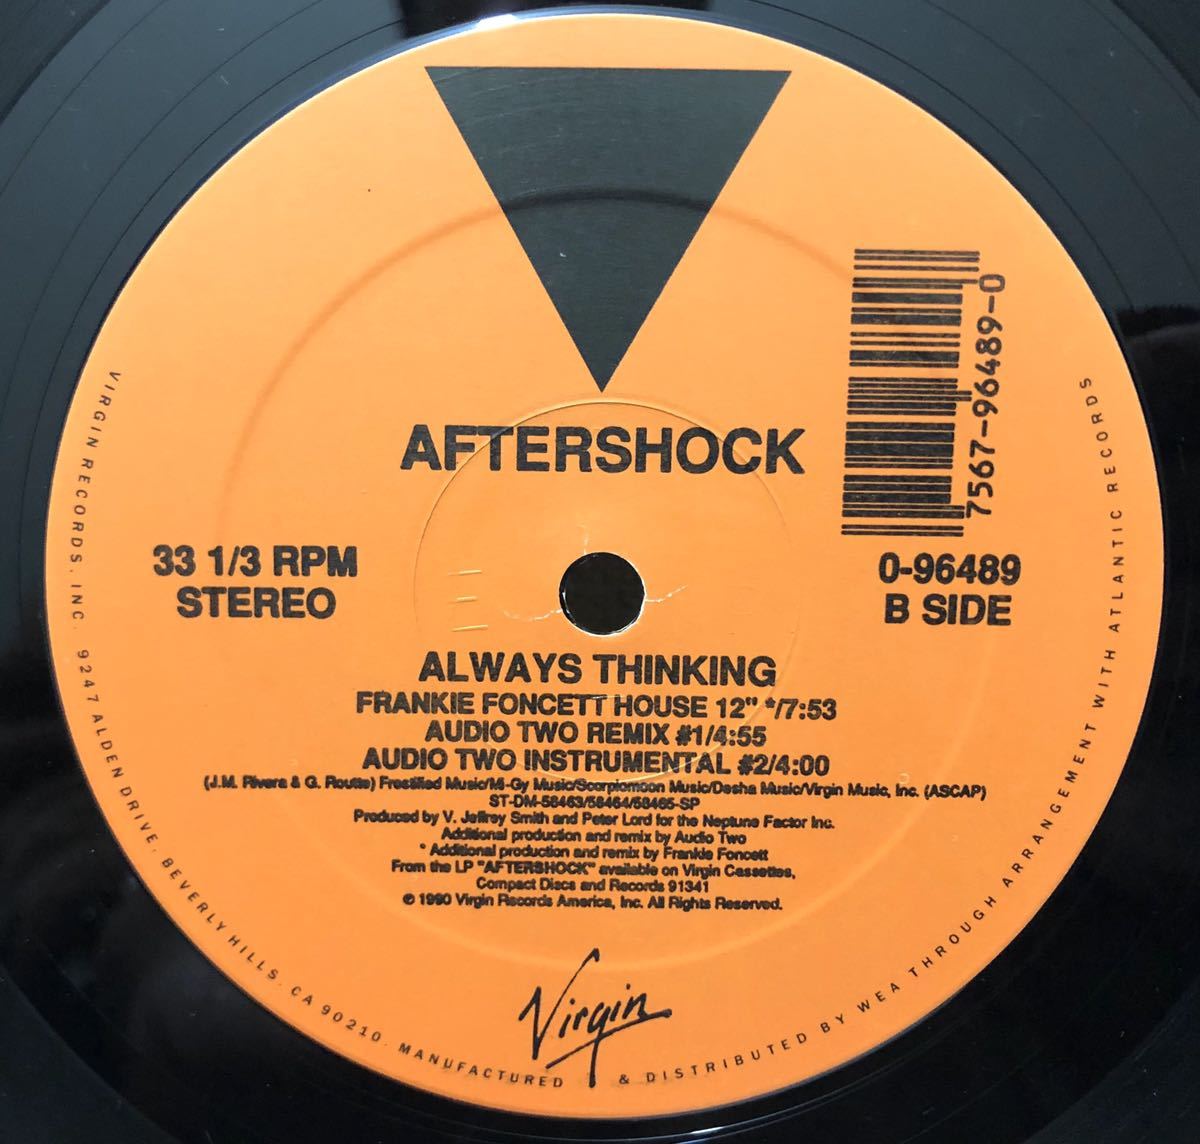 AFTERSHOCK
7567-96489-0
33 1/3 RPM
STEREO
0-96489
B SIDE
ALWAYS THINKING
FRANKIE FONCETT HOUSE 12" */7:53
AUDIO TWO REMIX #1/4:55
AUDIO TWO INSTRUMENTAL #2/4:00
(J.M. Rivera & G. Routte) Frestified Music/M-Gy Music/Scorpiomoon Music/Desha Music/Virgin Music, Inc. (ASCAP)
ST-DM-58463/58464/58465-SP
Produced by V. Jeffrey Smith and Peter Lord for the Neptune Factor Inc.
Additional production and remix by Audio Two
* Additional production and remix by Frankie Foncett
From the LP "AFTERSHOCK" available on Virgin Cassettes,
Compact Discs and Records 91341
© 1990 Virgin Records America, Inc. All Rights Reserved.
Virgin
VIRGIN RECORDS, INC. 9247 ALDEN DRIVE, BEVERLY HILLS, CA 90210. MANUFACTURED & DISTRIBUTED BY WEA THROUGH ARRANGEMENT WITH ATLANTIC RECORDS